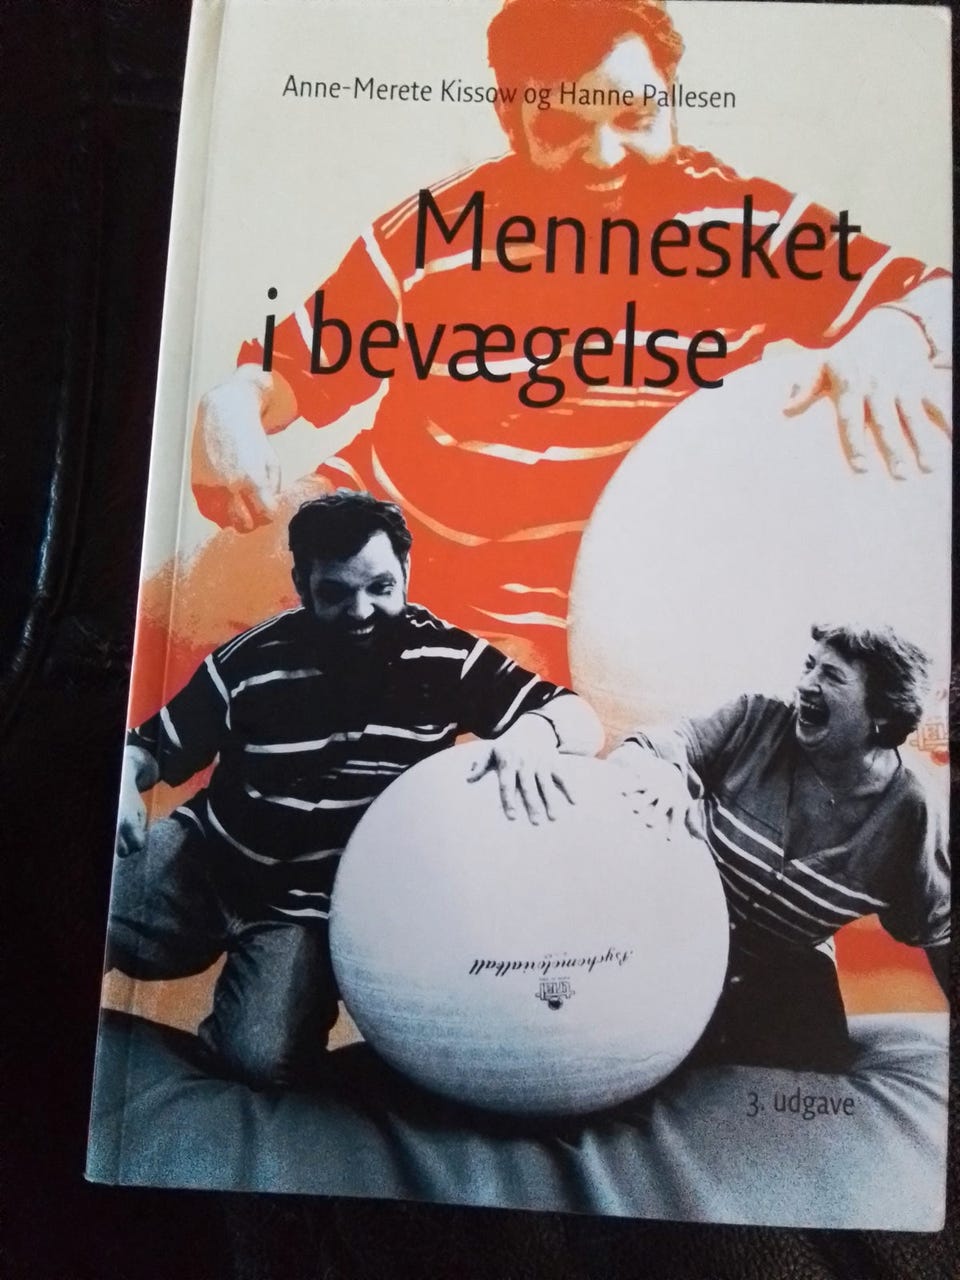 Anne-Merete Kissow og Hanne Pallesen
Mennesket
i bevægelse
3. udgave